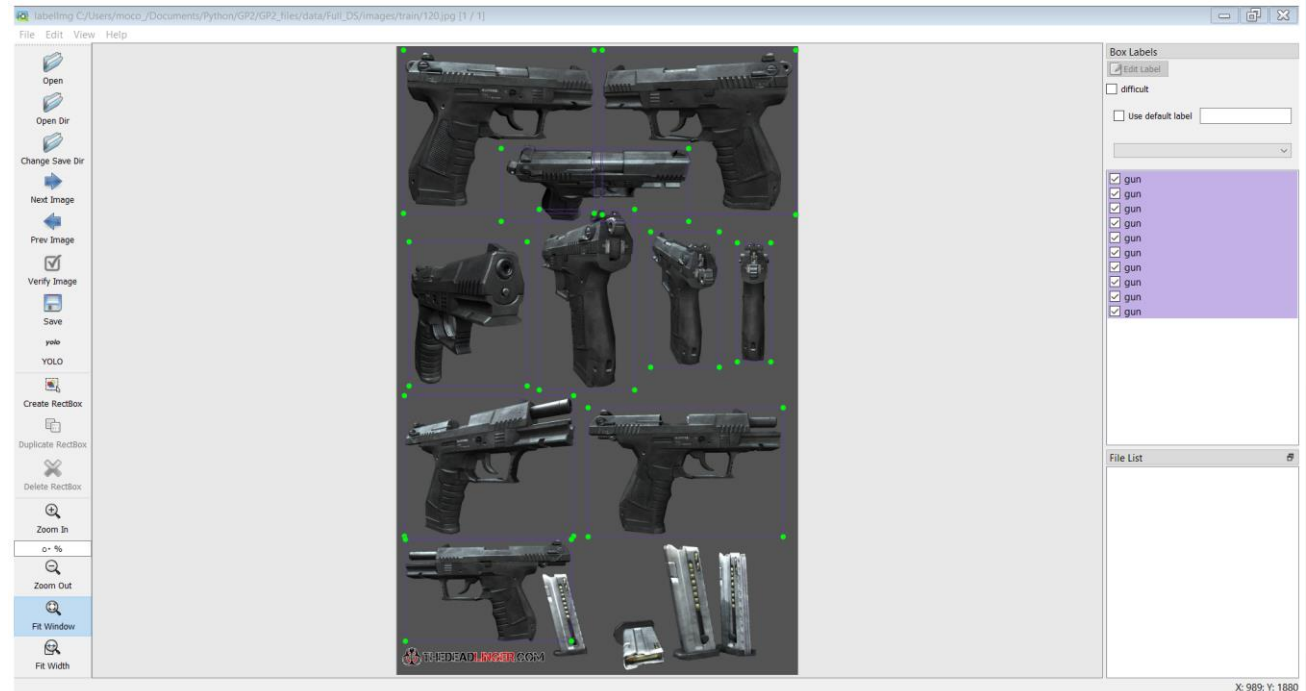 labelImg C:/Users/moco_/Documents/Python/GP2/GP2_files/data/Full_DS/images/train/120.jpg [1 / 1]
File Edit View Help
Open
Open Dir
Change Save Dir
Next Image
Prev Image
Verify Image
Save
yolo
YOLO
Create RectBox
Duplicate RectBox
Delete RectBox
Zoom In
%
Zoom Out
Fit Window
Fit Width
THEDEADLINGER.COM
Box Labels
Edit Label
difficult
Use default label
gun
gun
gun
gun
gun
gun
gun
gun
gun
gun
File List
X: 989; Y: 1880